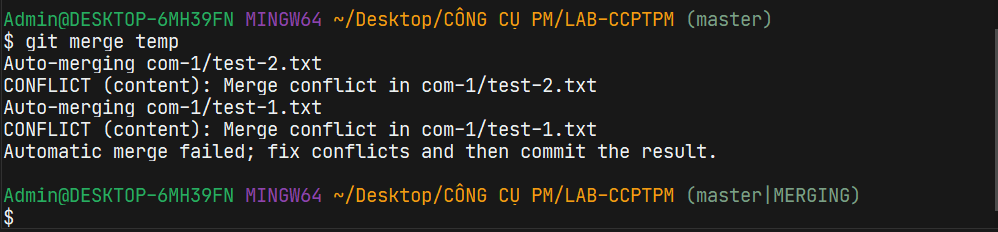 Admin@DESKTOP-6MH39FN MINGW64 ~/Desktop/CÔNG CỤ PM/LAB-CCPTPM (master)
$ git merge temp
Auto-merging com-1/test-2.txt
CONFLICT (content): Merge conflict in com-1/test-2.txt
Auto-merging com-1/test-1.txt
CONFLICT (content): Merge conflict in com-1/test-1.txt
Automatic merge failed; fix conflicts and then commit the result.
Admin@DESKTOP-6MH39FN MINGW64 ~/Desktop/CÔNG CỤ PM/LAB-CCPTPM (master|MERGING)
$